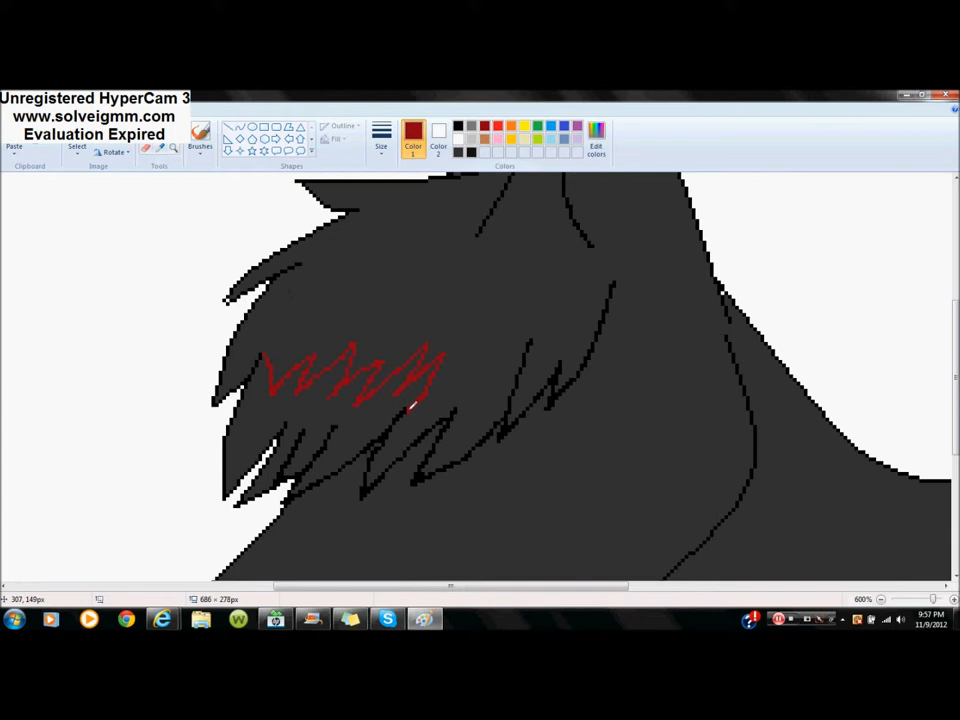 Unregistered HyperCam 3
www.solveigmm.com
Evaluation Expired
Paste
Select
Rotate
Brushes
Outline
Fill
Size
Color 1
Color 2
Edit colors
Clipboard
Image
Tools
Shapes
Colors
307, 149px
686 × 278px
600%
9:57 PM
11/9/2012